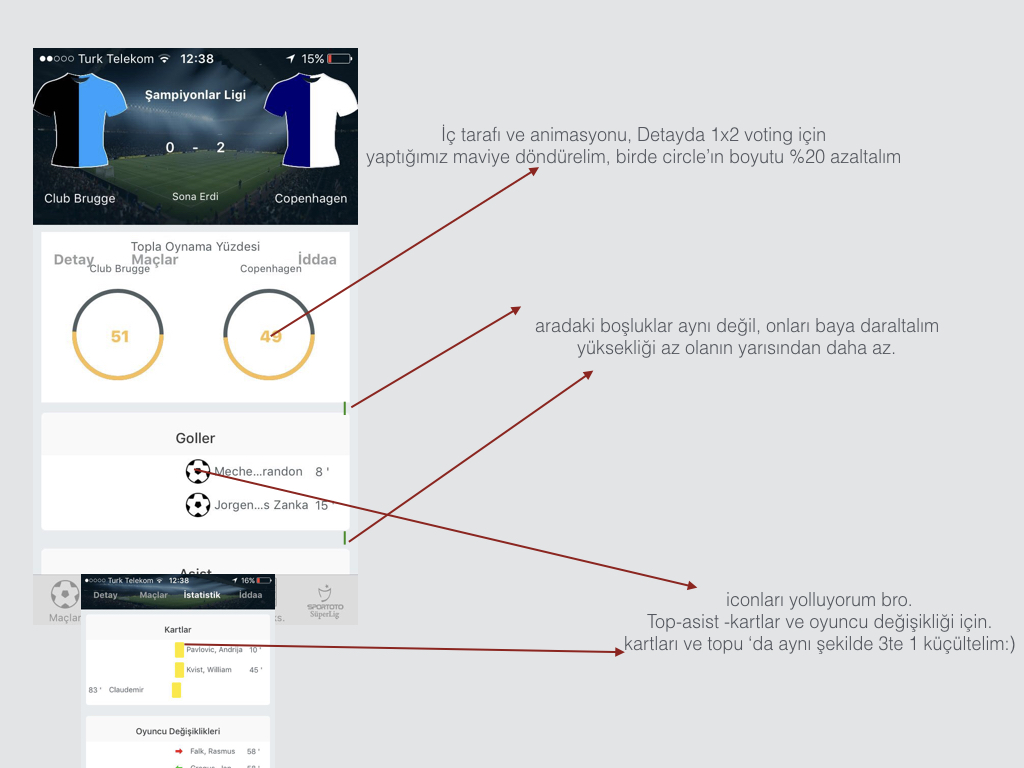 Turk Telekom 12:38 15%
Şampiyonlar Ligi
0 - 2
Club Brugge Sona Erdi Copenhagen
Topla Oynama Yüzdesi
Detay Maçlar İddaa
Club Brugge Copenhagen
51 49
Goller
Meche...randon 8 '
Jorgen...s Zanka 15 '
Asist
Maçlar
SPORTOTO
SüperLig
Turk Telekom 12:38 16%
Detay Maçlar İstatistik İddaa
Kartlar
Pavlovic, Andrija 10 '
Kvist, William 45 '
83 ' Claudemir
Oyuncu Değişiklikleri
Falk, Rasmus 58 '
İç tarafı ve animasyonu, Detayda 1x2 voting için
yaptığımız maviye döndürelim, birde circle’ın boyutu %20 azaltalım
aradaki boşluklar aynı değil, onları baya daraltalım
yüksekliği az olanın yarısından daha az.
iconları yolluyorum bro.
Top-asist -kartlar ve oyuncu değişikliği için.
kartları ve topu ‘da aynı şekilde 3te 1 küçültelim:)